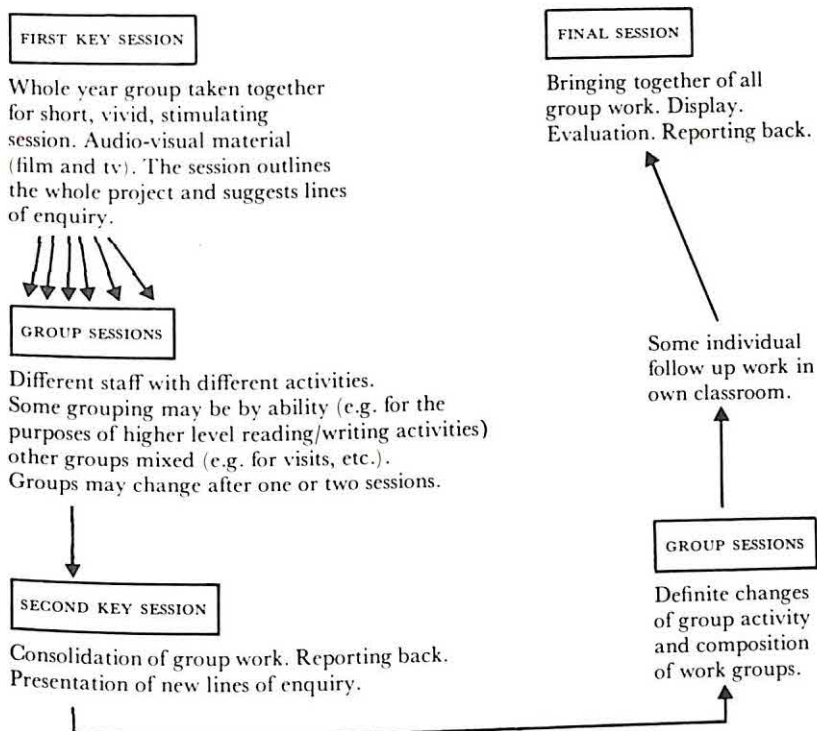 FIRST KEY SESSION
Whole year group taken together
for short, vivid, stimulating
session. Audio-visual material
(film and tv). The session outlines
the whole project and suggests lines
of enquiry.
GROUP SESSIONS
Different staff with different activities.
Some grouping may be by ability (e.g. for the
purposes of higher level reading/writing activities)
other groups mixed (e.g. for visits, etc.).
Groups may change after one or two sessions.
SECOND KEY SESSION
Consolidation of group work. Reporting back.
Presentation of new lines of enquiry.
GROUP SESSIONS
Definite changes
of group activity
and composition
of work groups.
Some individual
follow up work in
own classroom.
FINAL SESSION
Bringing together of all
group work. Display.
Evaluation. Reporting back.